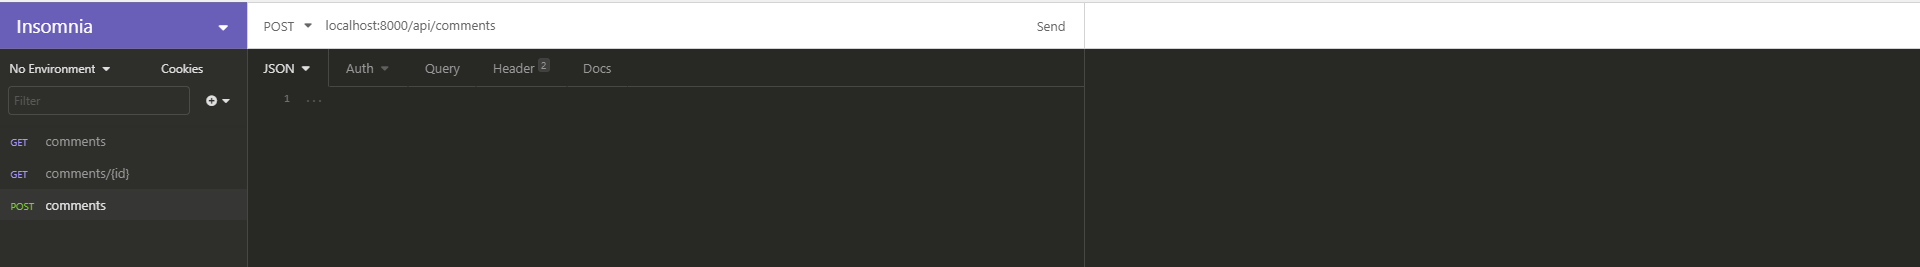 Insomnia
POST localhost:8000/api/comments Send
No Environment Cookies
JSON Auth Query Header 2 Docs
Filter
1 ...
GET comments
GET comments/{id}
POST comments